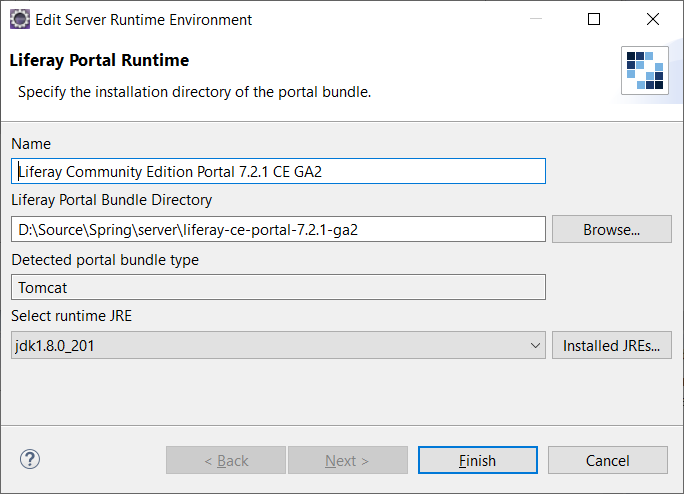 Edit Server Runtime Environment
Liferay Portal Runtime
Specify the installation directory of the portal bundle.
Name
Liferay Community Edition Portal 7.2.1 CE GA2
Liferay Portal Bundle Directory
D:\Source\Spring\server\liferay-ce-portal-7.2.1-ga2
Browse...
Detected portal bundle type
Tomcat
Select runtime JRE
jdk1.8.0_201
Installed JREs...
?
< Back
Next >
Finish
Cancel